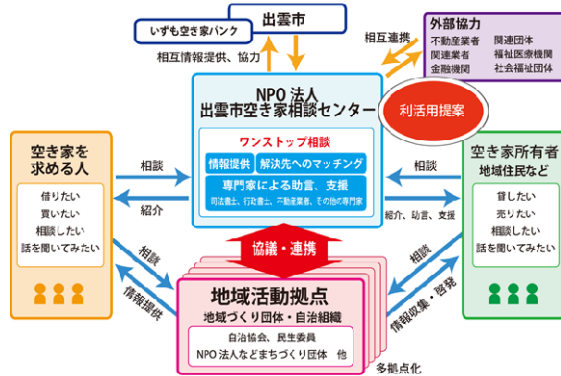 出雲市
いずも空き家バンク
相互情報提供、協力
相互連携
外部協力
不動産業者
関連業者
金融機関
関連団体
福祉医療機関
社会福祉団体
NPO法人
出雲市空き家相談センター
利活用提案
ワンストップ相談
情報提供
解決先へのマッチング
専門家による助言、支援
司法書士、行政書士、不動産業者、その他の専門家
空き家を
求める人
借りたい
買いたい
相談したい
話を聞いてみたい
相談
紹介
相談
紹介、助言、支援
空き家所有者
地域住民など
貸したい
売りたい
相談したい
話を聞いてみたい
協議・連携
相談
情報提供
相談
情報収集・啓発
地域活動拠点
地域づくり団体・自治組織
自治協会、民生委員
NPO法人などまちづくり団体 他
多拠点化